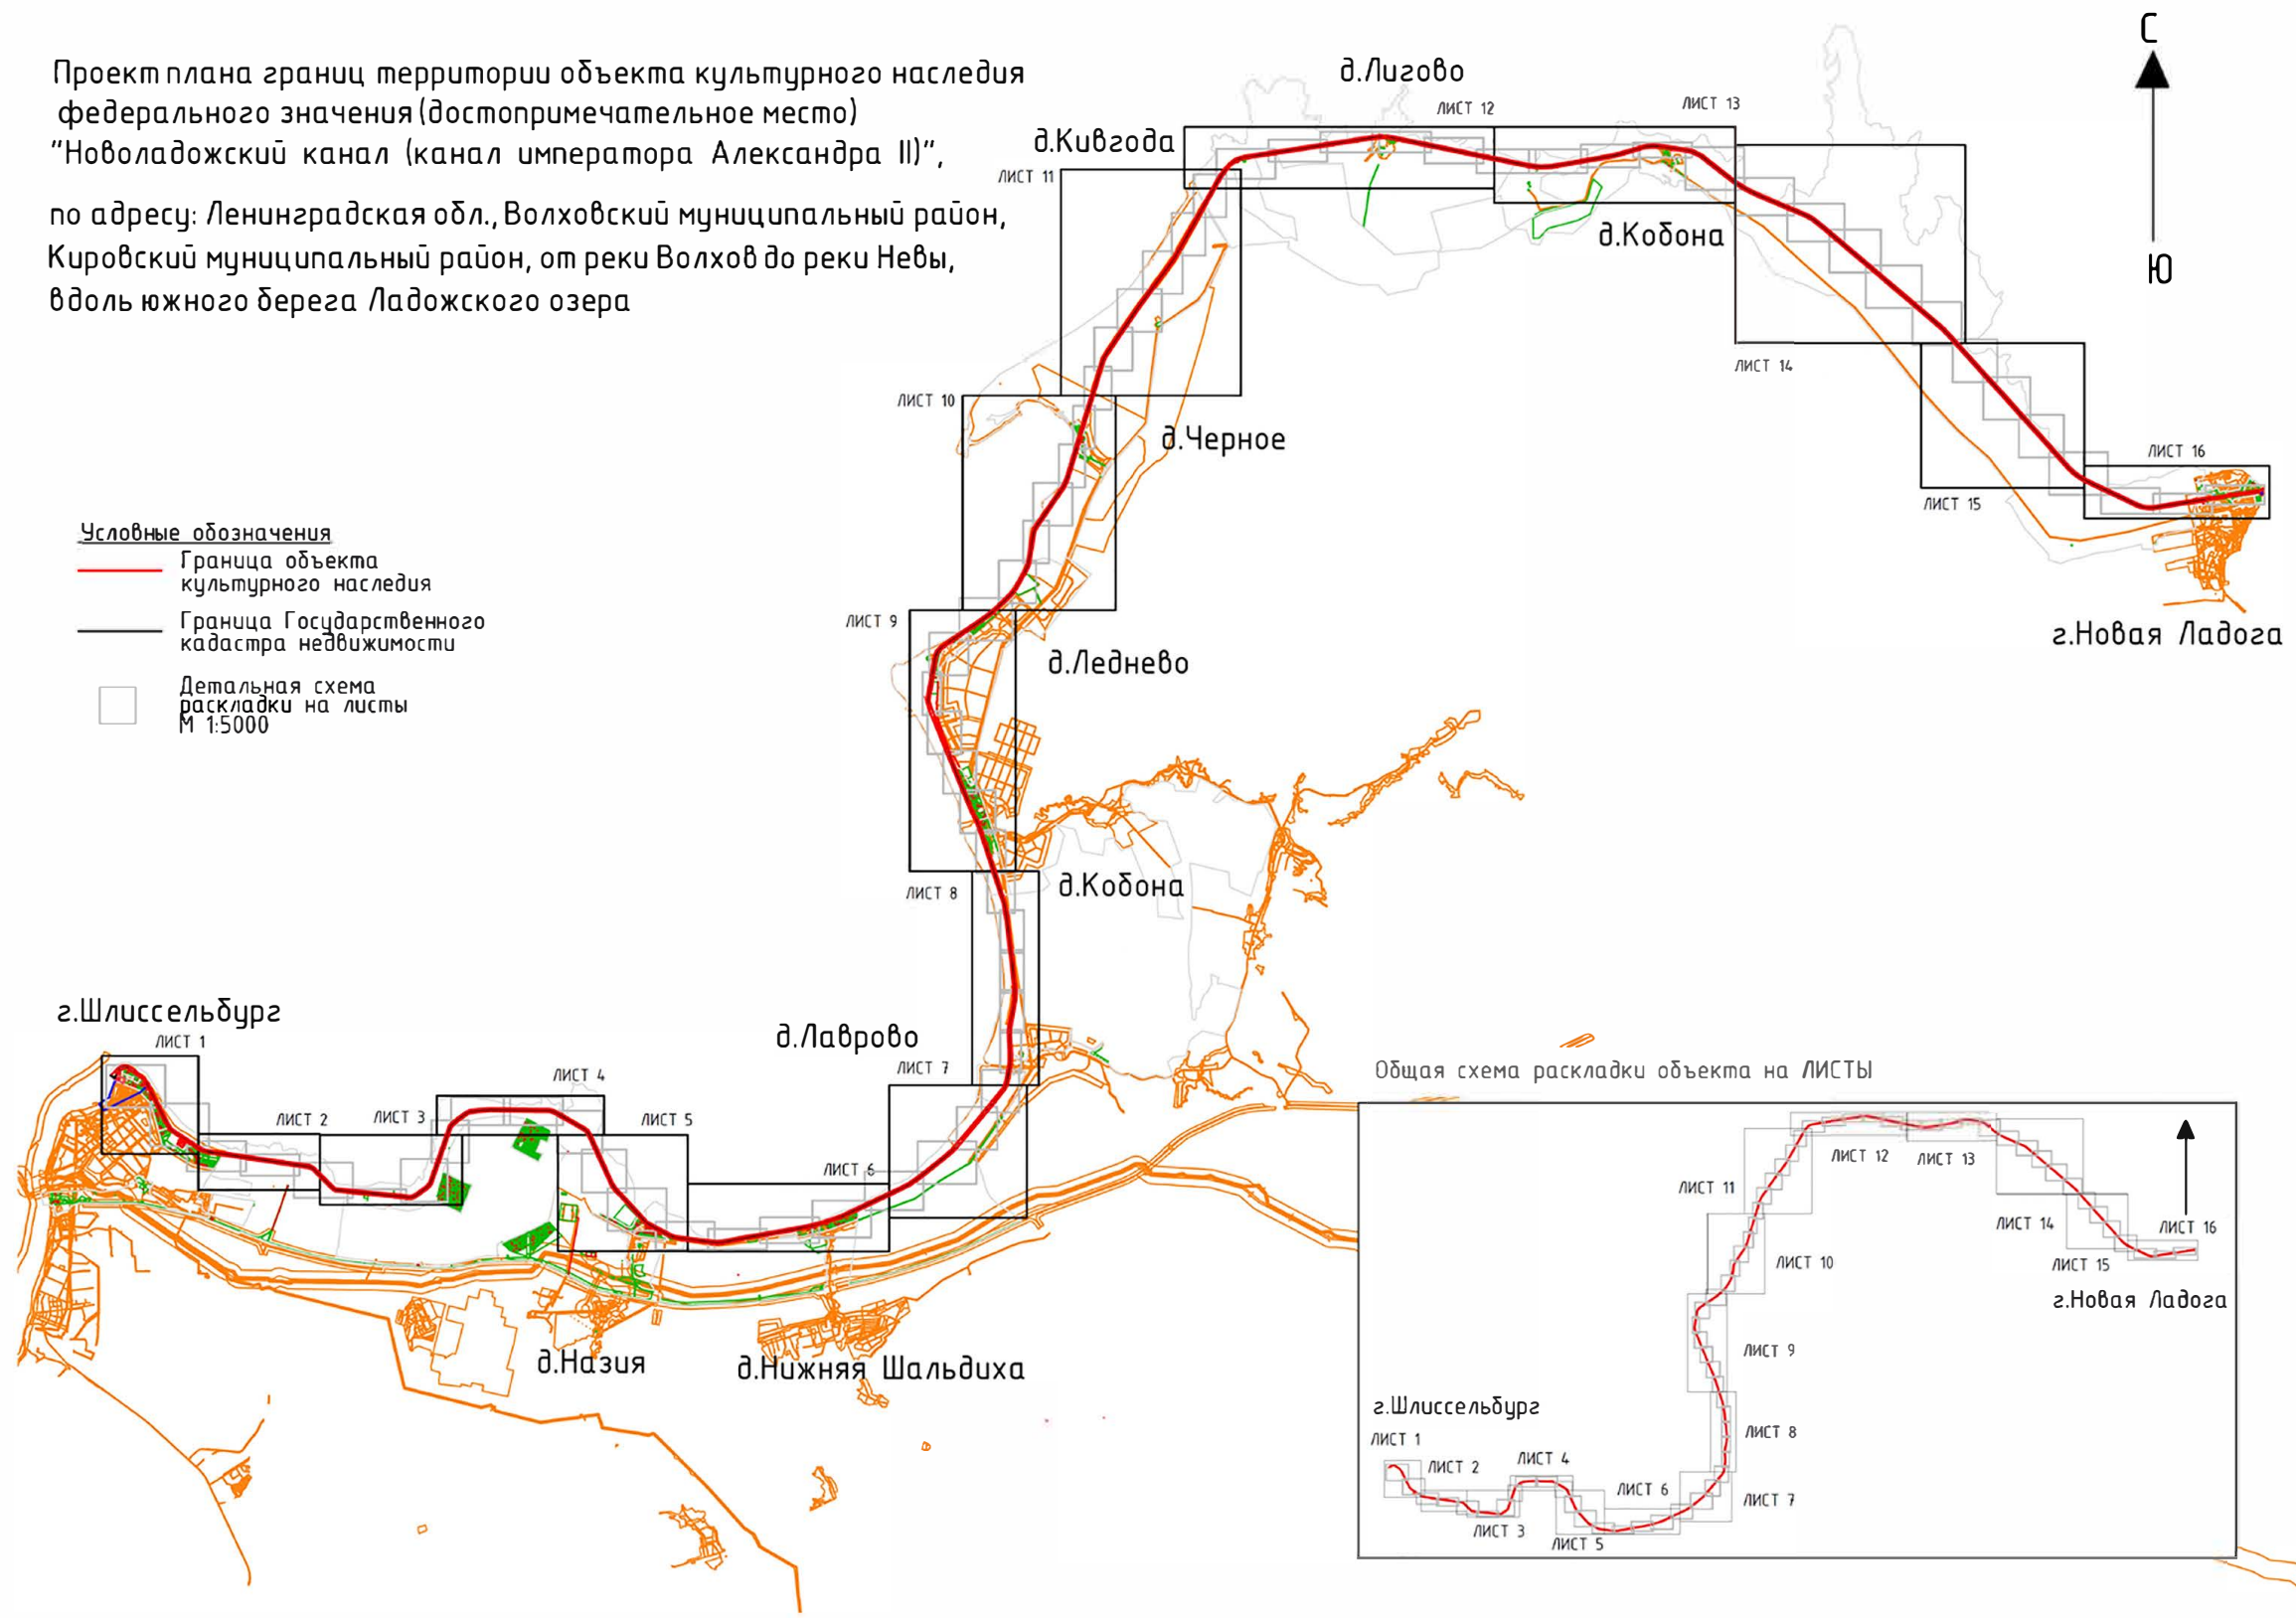 Проект плана границ территории объекта культурного наследия
федерального значения (достопримечательное место)
"Новоладожский канал (канал императора Александра II)",
по адресу: Ленинградская обл., Волховский муниципальный район,
Кировский муниципальный район, от реки Волхов до реки Невы,
вдоль южного берега Ладожского озера
С
Ю
д.Лигово
ЛИСТ 12
ЛИСТ 13
д.Кивгода
ЛИСТ 11
д.Кобона
ЛИСТ 14
ЛИСТ 10
д.Черное
ЛИСТ 16
ЛИСТ 15
г.Новая Ладога
Условные обозначения
Граница объекта
культурного наследия
Граница Государственного
кадастра недвижимости
Детальная схема
раскладки на листы
М 1:5000
ЛИСТ 9
д.Леднево
ЛИСТ 8
д.Кобона
г.Шлиссельбург
ЛИСТ 1
д.Лаврово
ЛИСТ 7
ЛИСТ 4
ЛИСТ 2
ЛИСТ 3
ЛИСТ 5
ЛИСТ 6
д.Назия
д.Нижняя Шальдиха
Общая схема раскладки объекта на ЛИСТЫ
ЛИСТ 12
ЛИСТ 13
ЛИСТ 11
ЛИСТ 14
ЛИСТ 16
ЛИСТ 10
ЛИСТ 15
г.Новая Ладога
ЛИСТ 9
г.Шлиссельбург
ЛИСТ 1
ЛИСТ 8
ЛИСТ 2
ЛИСТ 4
ЛИСТ 6
ЛИСТ 7
ЛИСТ 3
ЛИСТ 5